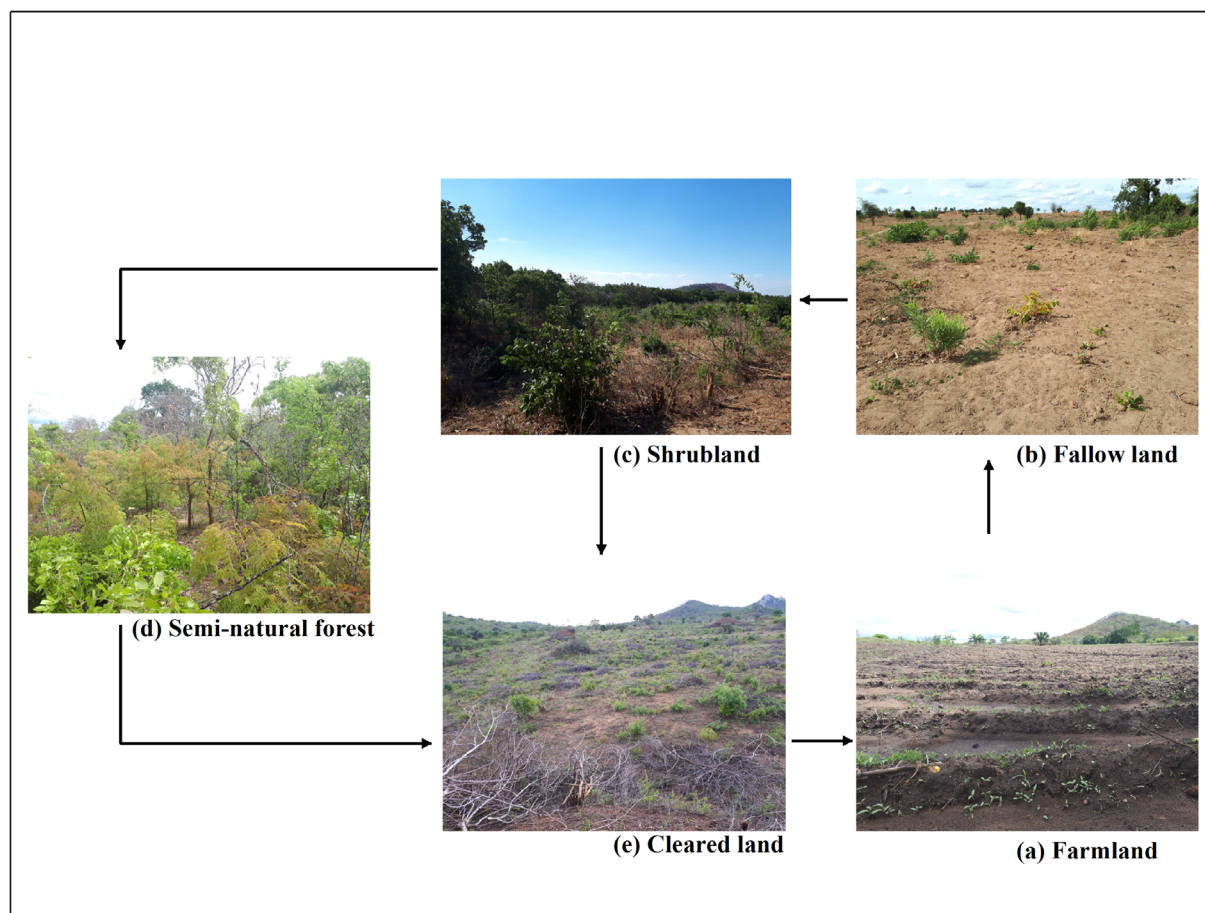 (c) Shrubland
(b) Fallow land
(d) Semi-natural forest
(e) Cleared land
(a) Farmland